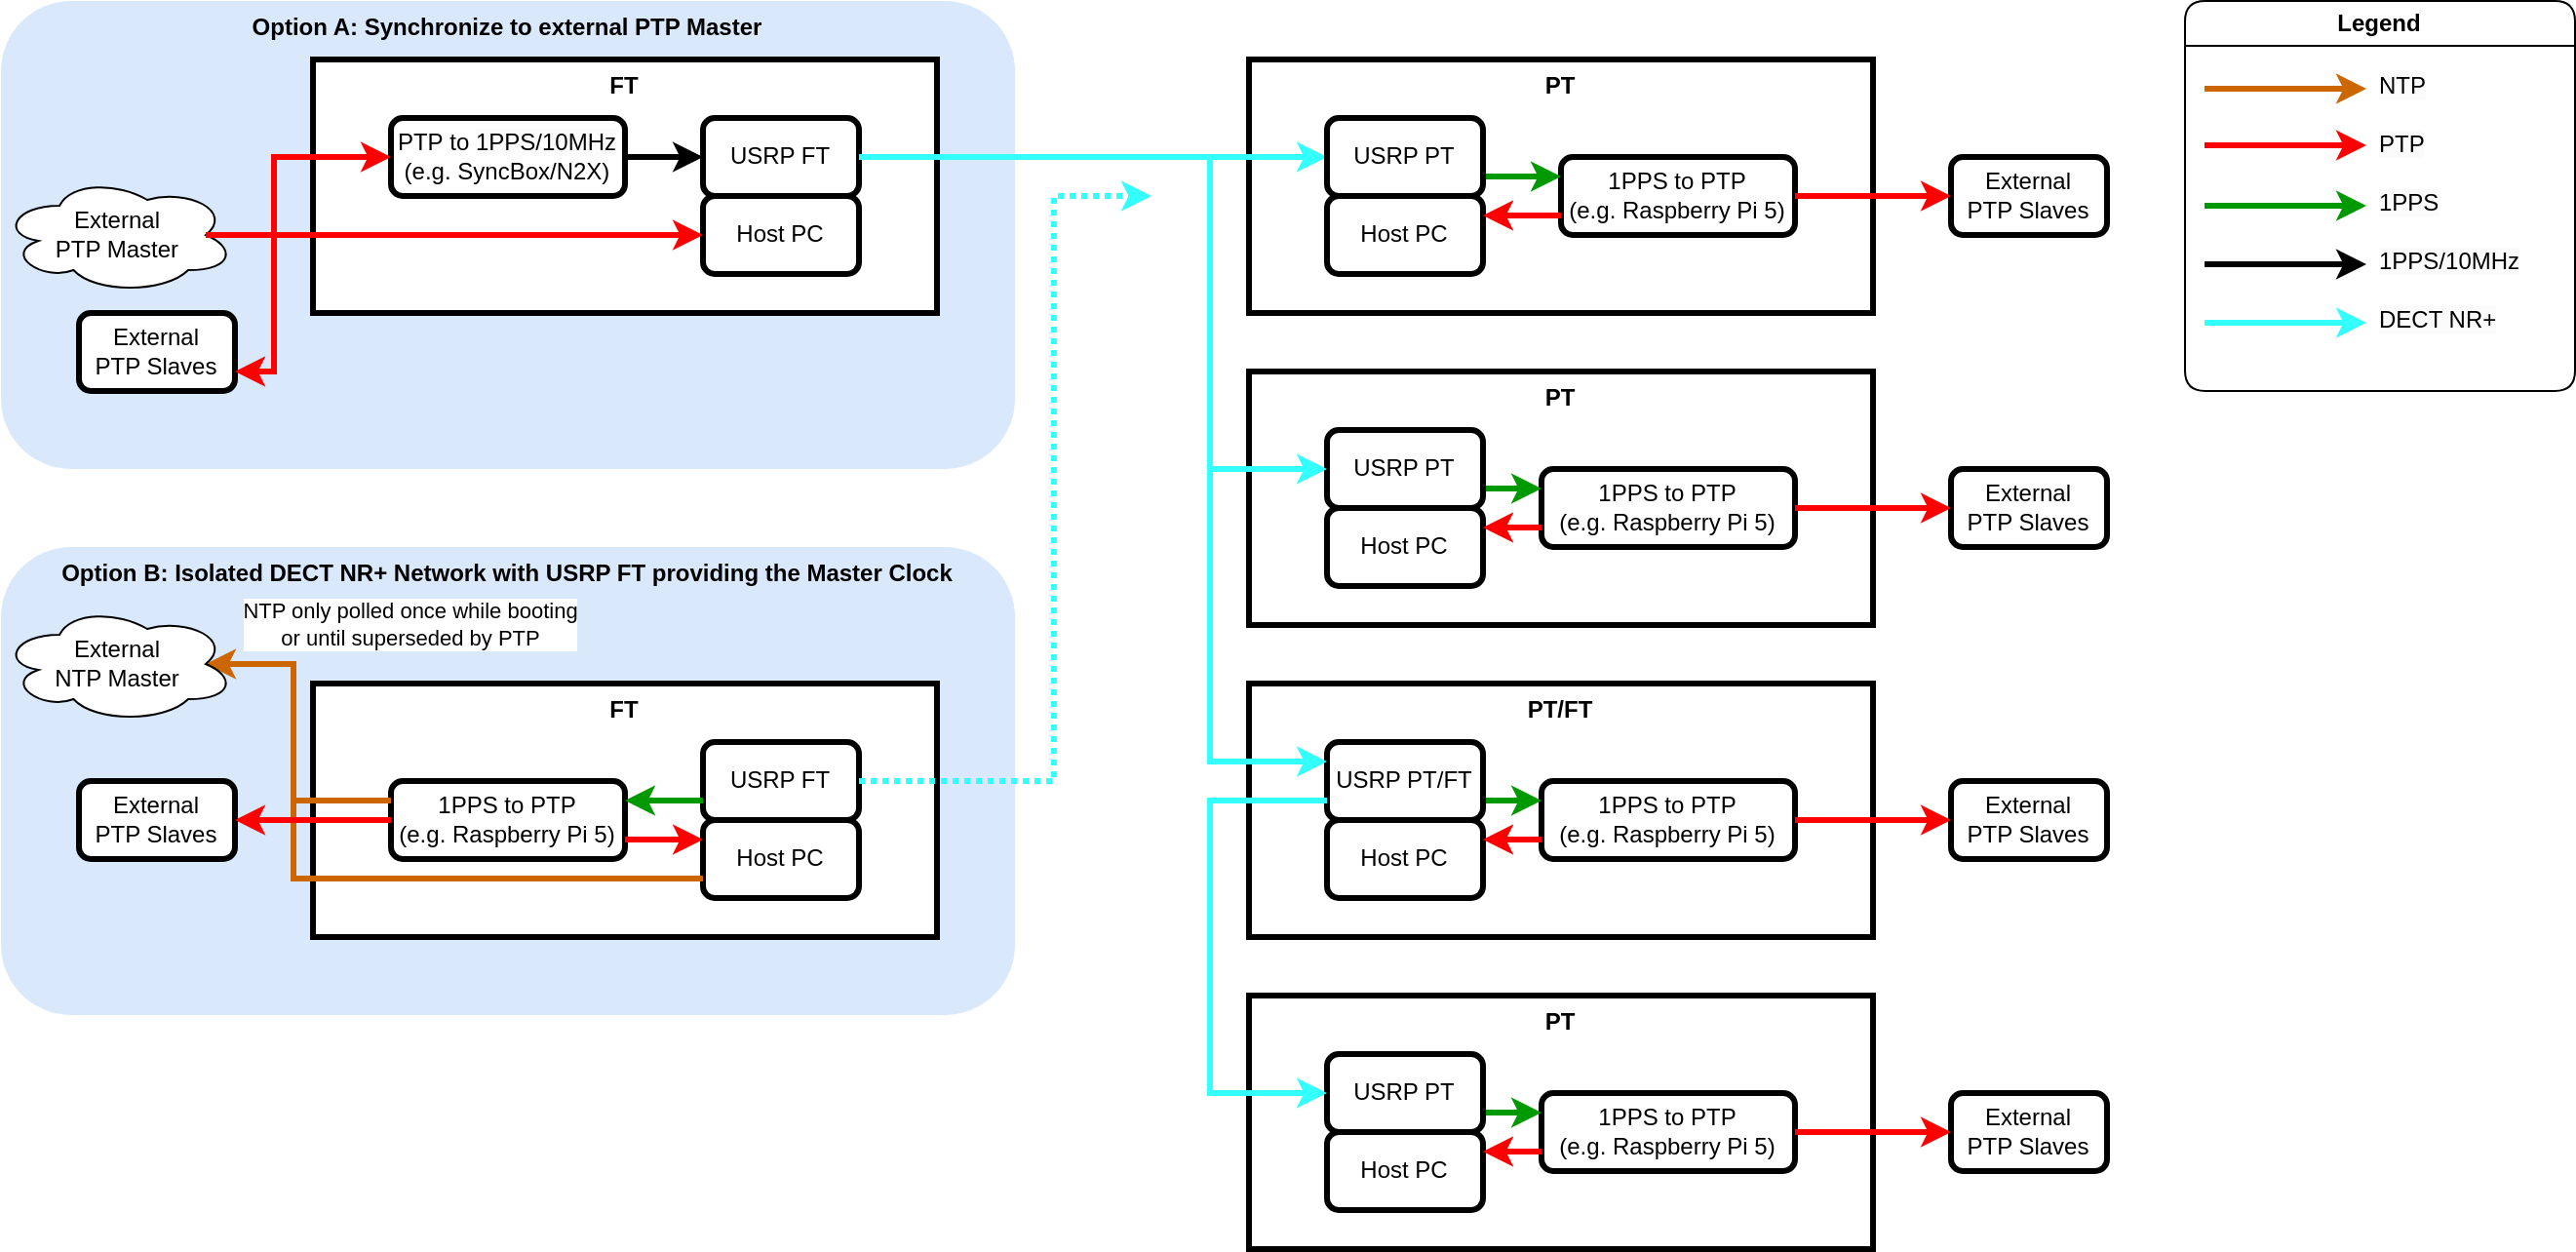 Option A: Synchronize to external PTP Master
FT
PTP to 1PPS/10MHz
(e.g. SyncBox/N2X)
USRP FT
Host PC
External
PTP Master
External
PTP Slaves
Option B: Isolated DECT NR+ Network with USRP FT providing the Master Clock
NTP only polled once while booting
or until superseded by PTP
External
NTP Master
FT
USRP FT
1PPS to PTP
(e.g. Raspberry Pi 5)
Host PC
External
PTP Slaves
PT
USRP PT
Host PC
1PPS to PTP
(e.g. Raspberry Pi 5)
External
PTP Slaves
PT
USRP PT
Host PC
1PPS to PTP
(e.g. Raspberry Pi 5)
External
PTP Slaves
PT/FT
USRP PT/FT
Host PC
1PPS to PTP
(e.g. Raspberry Pi 5)
External
PTP Slaves
PT
USRP PT
Host PC
1PPS to PTP
(e.g. Raspberry Pi 5)
External
PTP Slaves
Legend
NTP
PTP
1PPS
1PPS/10MHz
DECT NR+